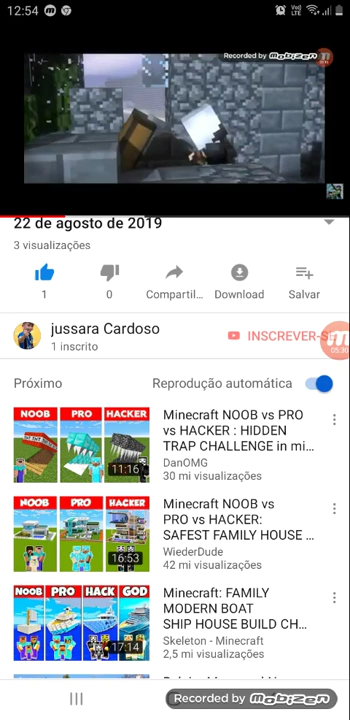 12:54
Vo)) LTE
Recorded by MOBIZEN
22 de agosto de 2019
3 visualizações
1
0
Compartil...
Download
Salvar
jussara Cardoso
1 inscrito
INSCREVER-S
05:30
Próximo
Reprodução automática
NOOB PRO HACKER
11:16
Minecraft NOOB vs PRO
vs HACKER : HIDDEN
TRAP CHALLENGE in mi...
DanOMG
30 mi visualizações
NOOB PRO HACKER
16:53
Minecraft NOOB vs
PRO vs HACKER:
SAFEST FAMILY HOUSE ...
WiederDude
42 mi visualizações
NOOB PRO HACK GOD
17:14
Minecraft: FAMILY
MODERN BOAT
SHIP HOUSE BUILD CH...
Skeleton - Minecraft
2,5 mi visualizações
Recorded by MOBIZEN